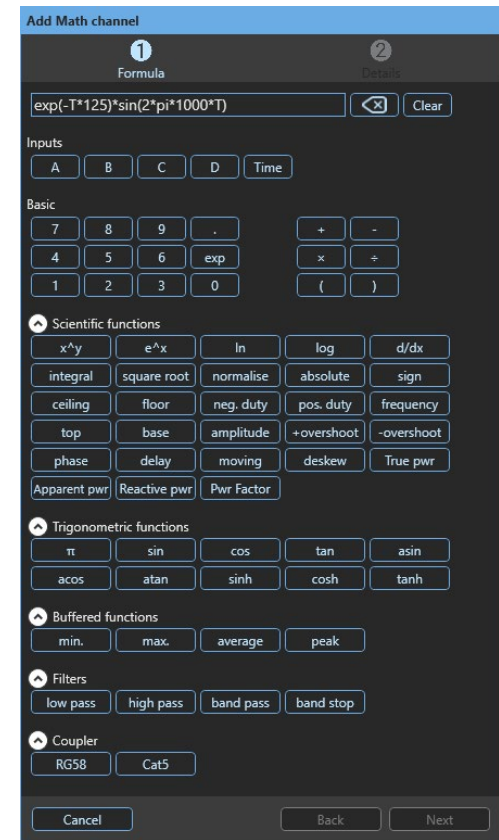 Add Math channel
1 2
Formula Details
exp(-T*125)*sin(2*pi*1000*T) Clear
Inputs
A B C D Time
Basic
7 8 9 . + -
4 5 6 exp × ÷
1 2 3 0 ( )
Scientific functions
x^y e^x ln log d/dx
integral square root normalise absolute sign
ceiling floor neg. duty pos. duty frequency
top base amplitude +overshoot -overshoot
phase delay moving deskew True pwr
Apparent pwr Reactive pwr Pwr Factor
Trigonometric functions
π sin cos tan asin
acos atan sinh cosh tanh
Buffered functions
min. max. average peak
Filters
low pass high pass band pass band stop
Coupler
RG58 Cat5
Cancel Back Next